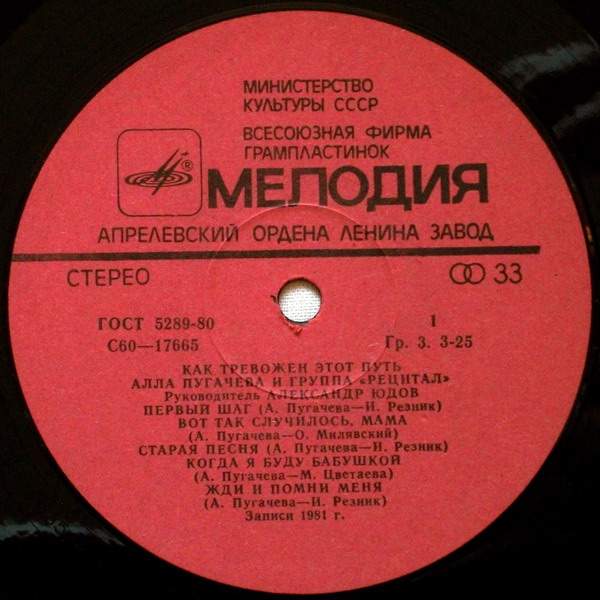 МИНИСТЕРСТВО
КУЛЬТУРЫ СССР
ВСЕСОЮЗНАЯ ФИРМА
ГРАМПЛАСТИНОК
® МЕЛОДИЯ
АПРЕЛЕВСКИЙ ОРДЕНА ЛЕНИНА ЗАВОД
СТЕРЕО 33
ГОСТ 5289-80 1
С60—17665 Гр. 3. 3-25
КАК ТРЕВОЖЕН ЭТОТ ПУТЬ
АЛЛА ПУГАЧЕВА И ГРУППА «РЕЦИТАЛ»
Руководитель АЛЕКСАНДР ЮДОВ
ПЕРВЫЙ ШАГ (А. Пугачева—И. Резник)
ВОТ ТАК СЛУЧИЛОСЬ, МАМА
(А. Пугачева—О. Милявский)
СТАРАЯ ПЕСНЯ (А. Пугачева—И. Резник)
КОГДА Я БУДУ БАБУШКОЙ
(А. Пугачева—М. Цветаева)
ЖДИ И ПОМНИ МЕНЯ
(А. Пугачева—И. Резник)
Записи 1981 г.